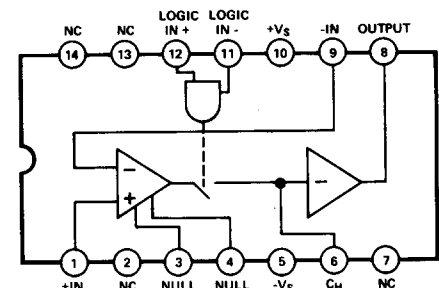 LOGIC LOGIC
NC NC IN + IN - +VS -IN OUTPUT
14 13 12 11 10 9 8
-
+
-
1 2 3 4 5 6 7
+IN NC NULL NULL -VS CH NC